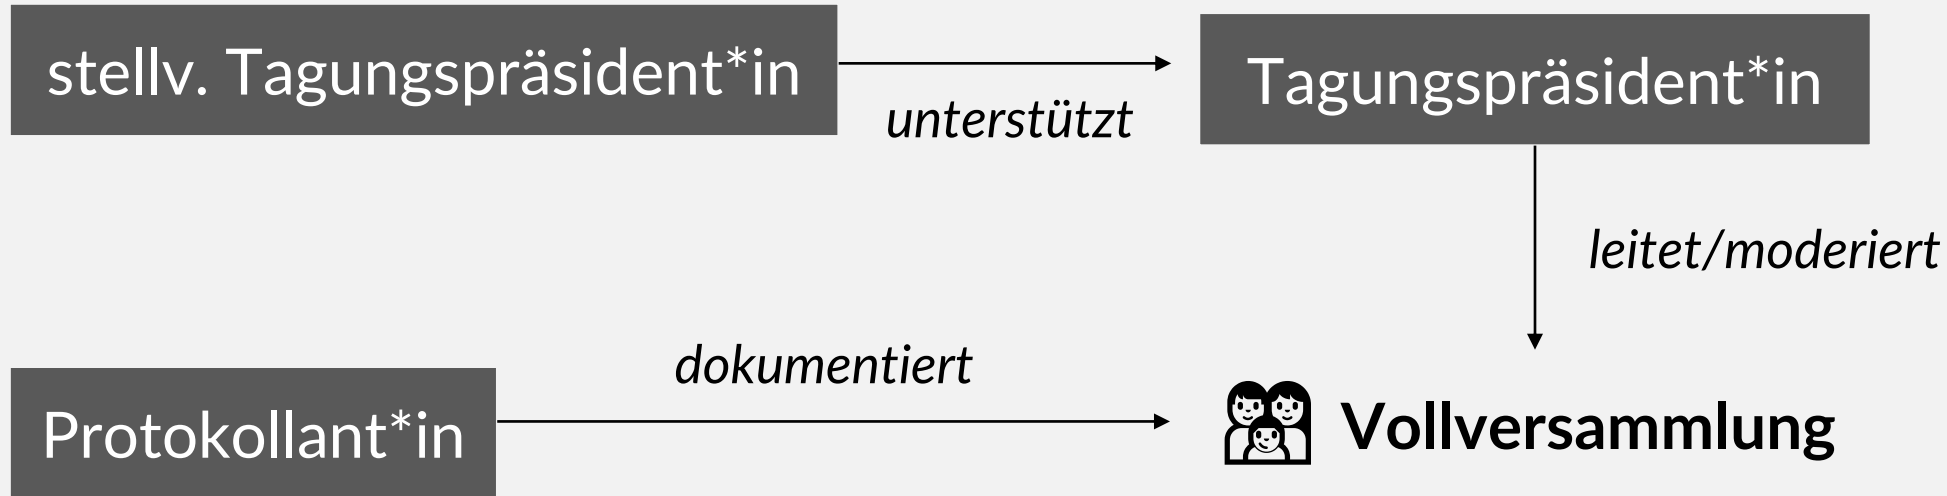 stellv. Tagungspräsident*in
unterstützt
Tagungspräsident*in
leitet/moderiert
Protokollant*in
dokumentiert
Vollversammlung